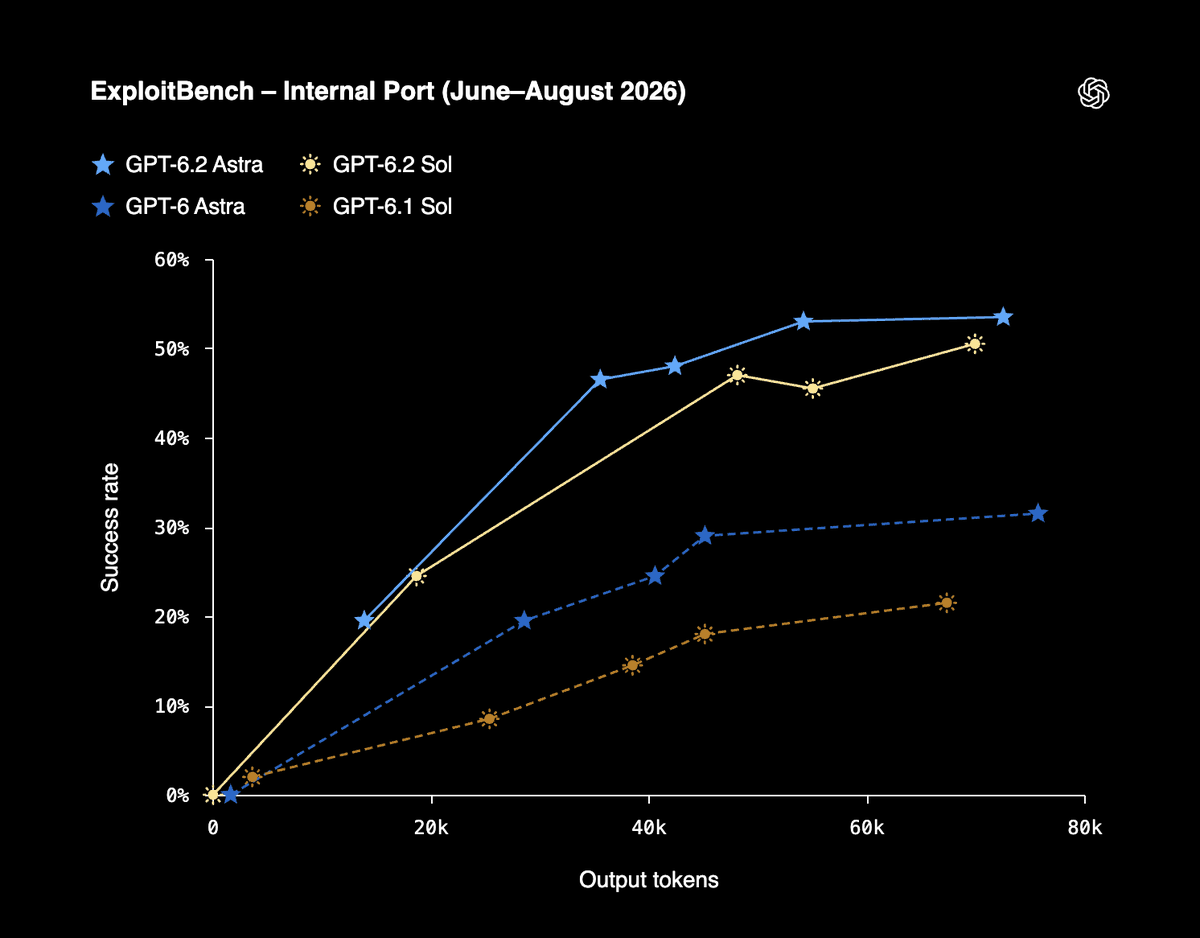 ExploitBench – Internal Port (June–August 2026)
GPT-6.2 Astra
GPT-6.2 Sol
GPT-6 Astra
GPT-6.1 Sol
60%
50%
40%
30%
20%
10%
0%
Success rate
0
20k
40k
60k
80k
Output tokens